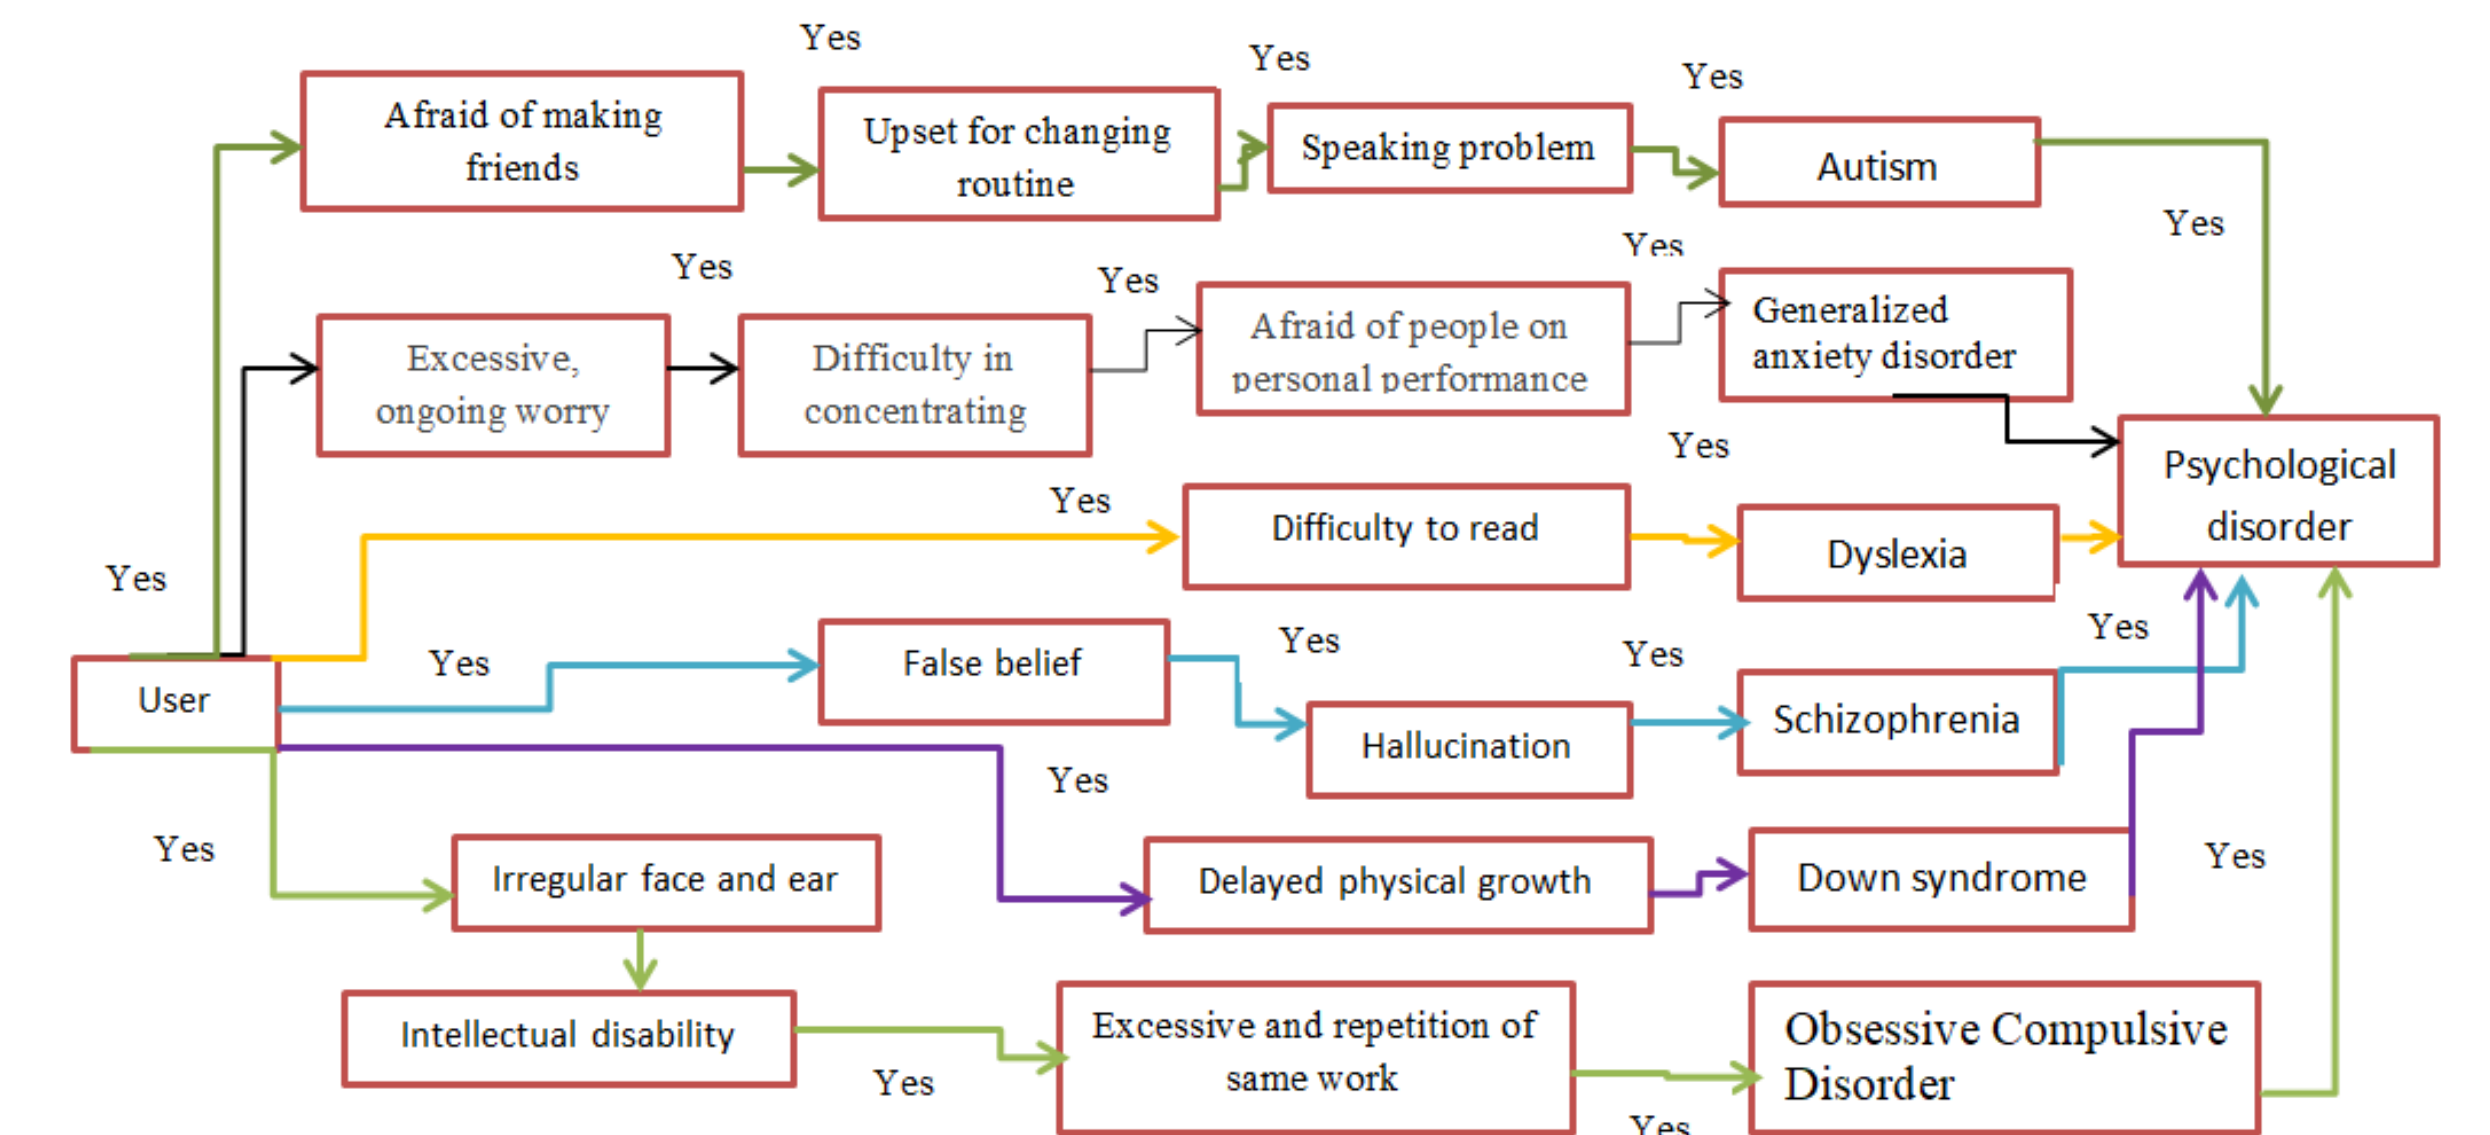 Yes
Yes
Yes
Afraid of making
friends
Upset for changing
routine
Speaking problem
Autism
Yes
Yes
Yes
Yes
Excessive,
ongoing worry
Difficulty in
concentrating
Afraid of people on
personal performance
Generalized
anxiety disorder
Psychological
disorder
Yes
Yes
Difficulty to read
Dyslexia
Yes
User
Yes
False belief
Yes
Hallucination
Yes
Schizophrenia
Yes
Yes
Delayed physical growth
Down syndrome
Yes
Yes
Irregular face and ear
Intellectual disability
Yes
Excessive and repetition of
same work
Yes
Obsessive Compulsive
Disorder